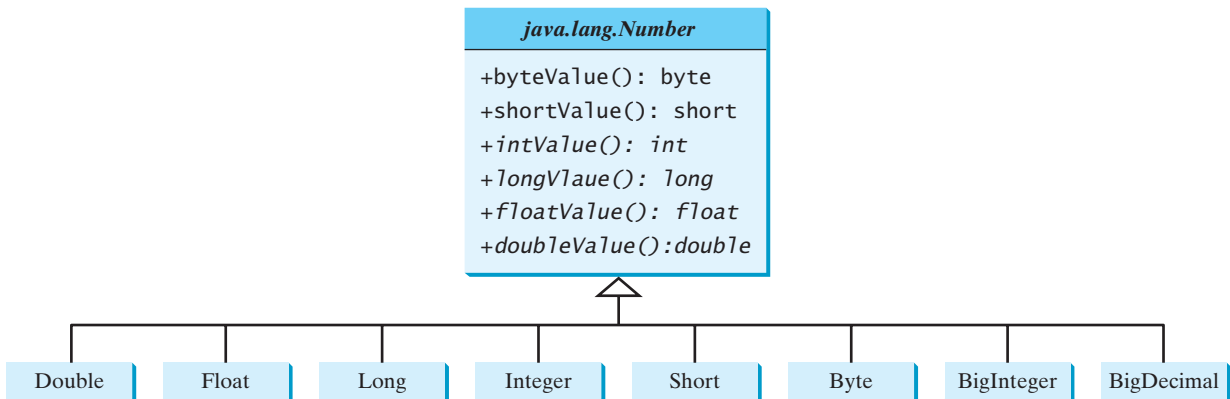 java.lang.Number
+byteValue(): byte
+shortValue(): short
+intValue(): int
+longVlaue(): long
+floatValue(): float
+doubleValue():double
Double Float Long Integer Short Byte BigInteger BigDecimal